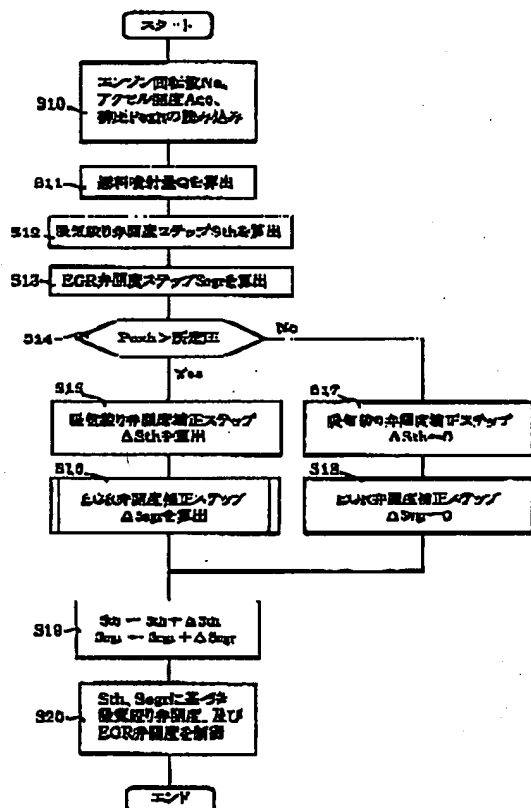 スタート
S10
エンジン回転数Ne、
アクセル開度Acc、
排圧Pexhの読み込み
S11
燃料噴射量Qを算出
S12
吸気絞り弁開度ステップSthを算出
S13
EGR弁開度ステップSegrを算出
S14
Pexh>所定圧
No
Yes
S15
吸気絞り弁開度補正ステップ
ΔSthを算出
S17
吸気絞り弁開度補正ステップ
ΔSth=0
S16
EGR弁開度補正ステップ
ΔSegrを算出
S18
EGR弁開度補正ステップ
ΔSegr=0
S19
Sth ← Sth + ΔSth
Segr ← Segr + ΔSegr
S20
Sth、Segrに基づき
吸気絞り弁開度、及び
EGR弁開度を制御
エンド